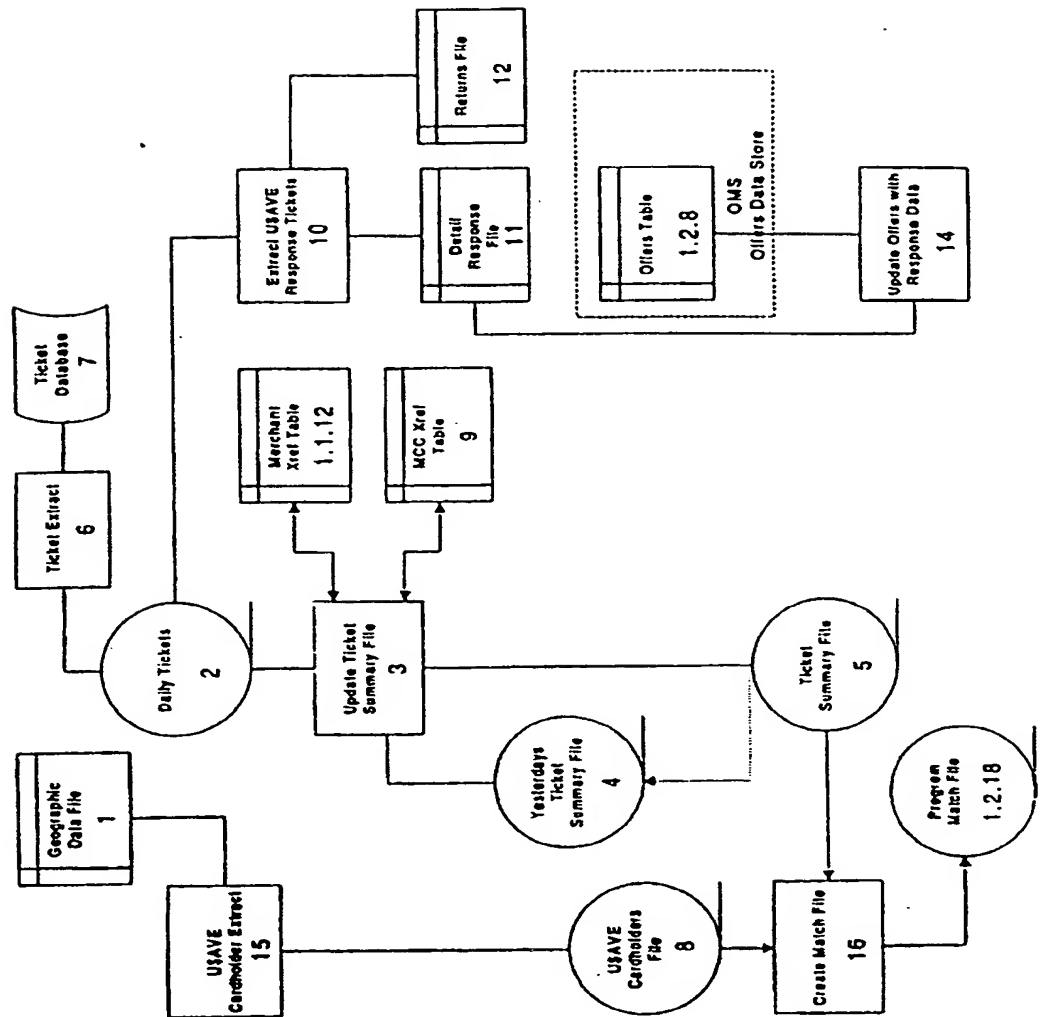 Geographic
Data File
1
USAVE
Cardholder Extract
15
USAVE
Cardholders
File
8
Create Match File
16
Program
Match File
1.2.18
Ticket
Database
7
Ticket Extract
6
Daily Tickets
2
Update Ticket
Summary File
3
Yesterdays
Ticket
Summary File
4
Ticket
Summary File
5
Merchant
Xref Table
1.1.12
MCC Xref
Table
9
Extract USAVE
Response Tickets
10
Detail
Response
File
11
Returns File
12
Offers Table
1.2.8
OMS
Offers Data Store
Update Offers with
Response Data
14